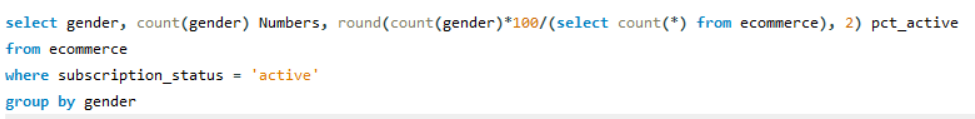 select gender, count(gender) Numbers, round(count(gender)*100/(select count(*) from ecommerce), 2) pct_active
from ecommerce
where subscription_status = 'active'
group by gender